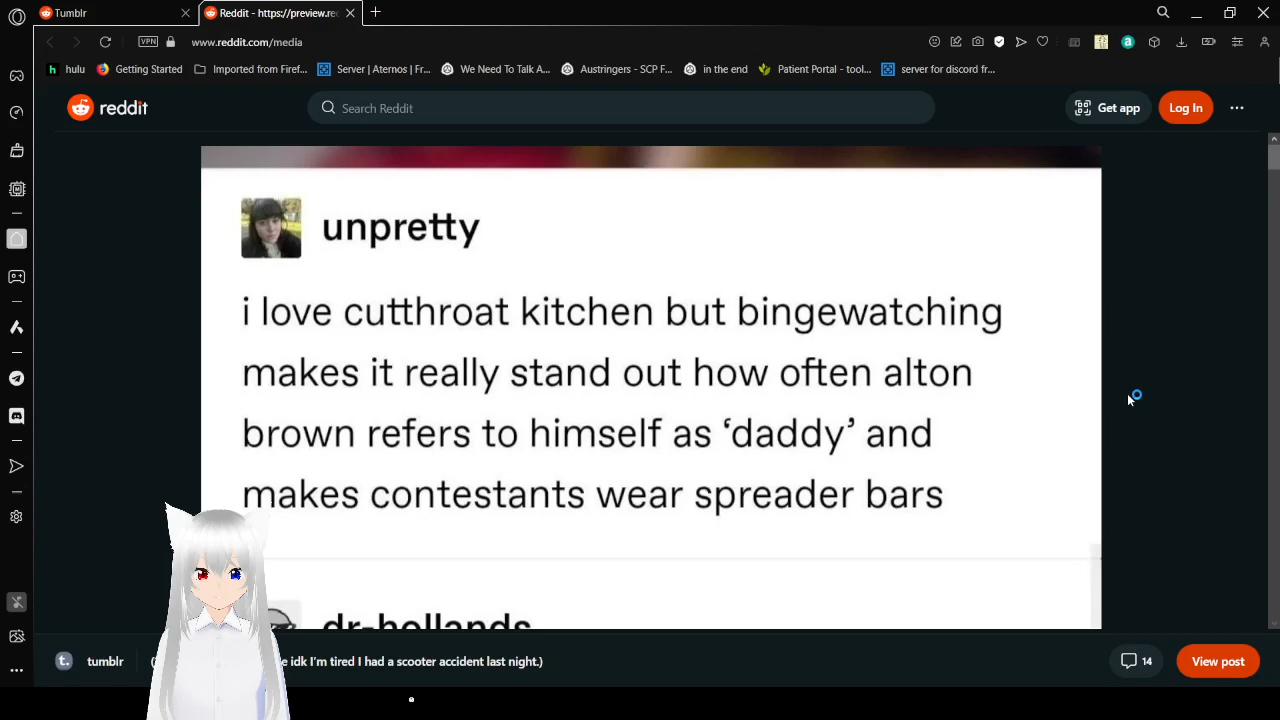 Tumblr
Reddit - https://preview.re
VPN
www.reddit.com/media
hulu
Getting Started
Imported from Firef...
Server | Aternos | Fr...
We Need To Talk A...
Austringers - SCP F...
in the end
Patient Portal - tool...
server for discord fr...
reddit
Search Reddit
Get app
Log In
unpretty
i love cutthroat kitchen but bingewatching
makes it really stand out how often alton
brown refers to himself as ‘daddy’ and
makes contestants wear spreader bars
dr-hollands
tumblr
idk I’m tired I had a scooter accident last night.)
14
View post